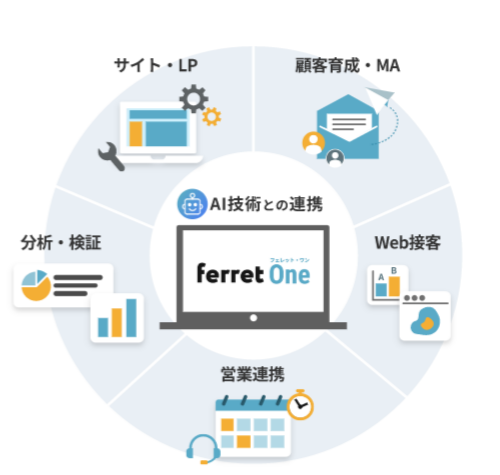 サイト・LP
顧客育成・MA
AI技術との連携
フェレット・ワン
ferret One
分析・検証
Web接客
A
B
営業連携